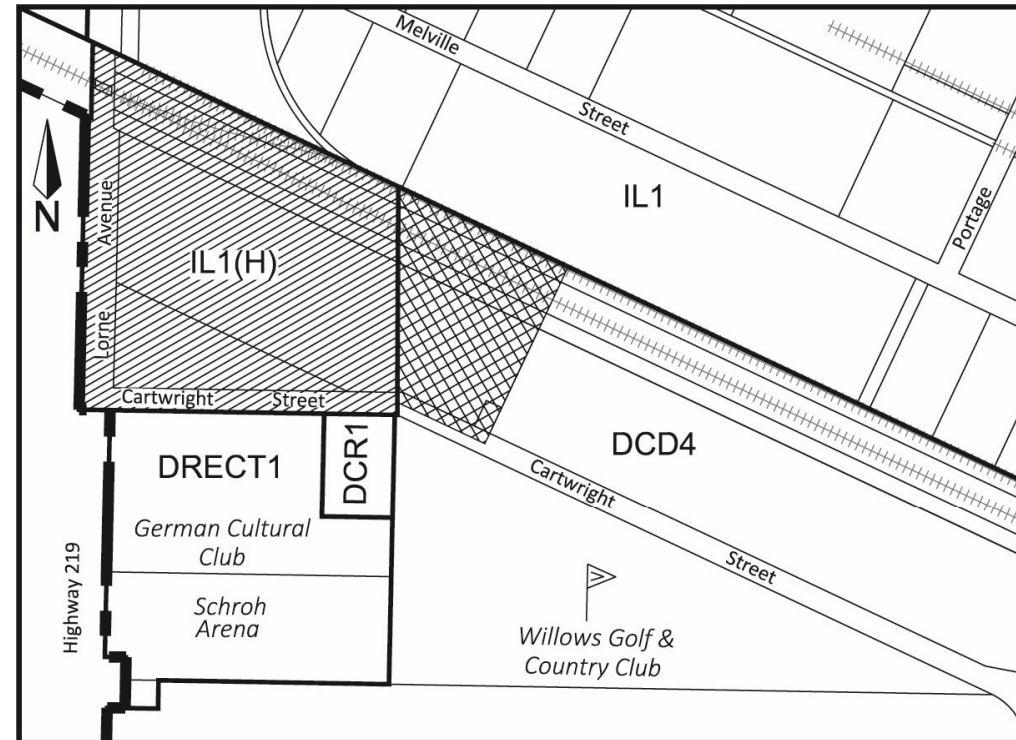 Melville
Street
Portage
IL1
N
Avenue
Lorne
IL1(H)
Cartwright Street
DRECT1
DCR1
DCD4
Cartwright
Street
German Cultural
Club
Schroh
Arena
Highway 219
Willows Golf &
Country Club